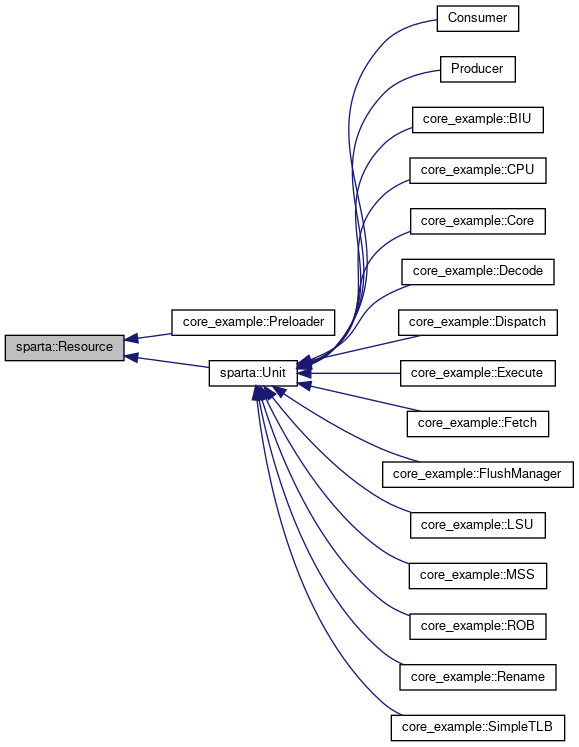 Consumer
Producer
core_example::BIU
core_example::CPU
core_example::Core
core_example::Decode
core_example::Preloader
core_example::Dispatch
sparta::Resource
sparta::Unit
core_example::Execute
core_example::Fetch
core_example::FlushManager
core_example::LSU
core_example::MSS
core_example::ROB
core_example::Rename
core_example::SimpleTLB